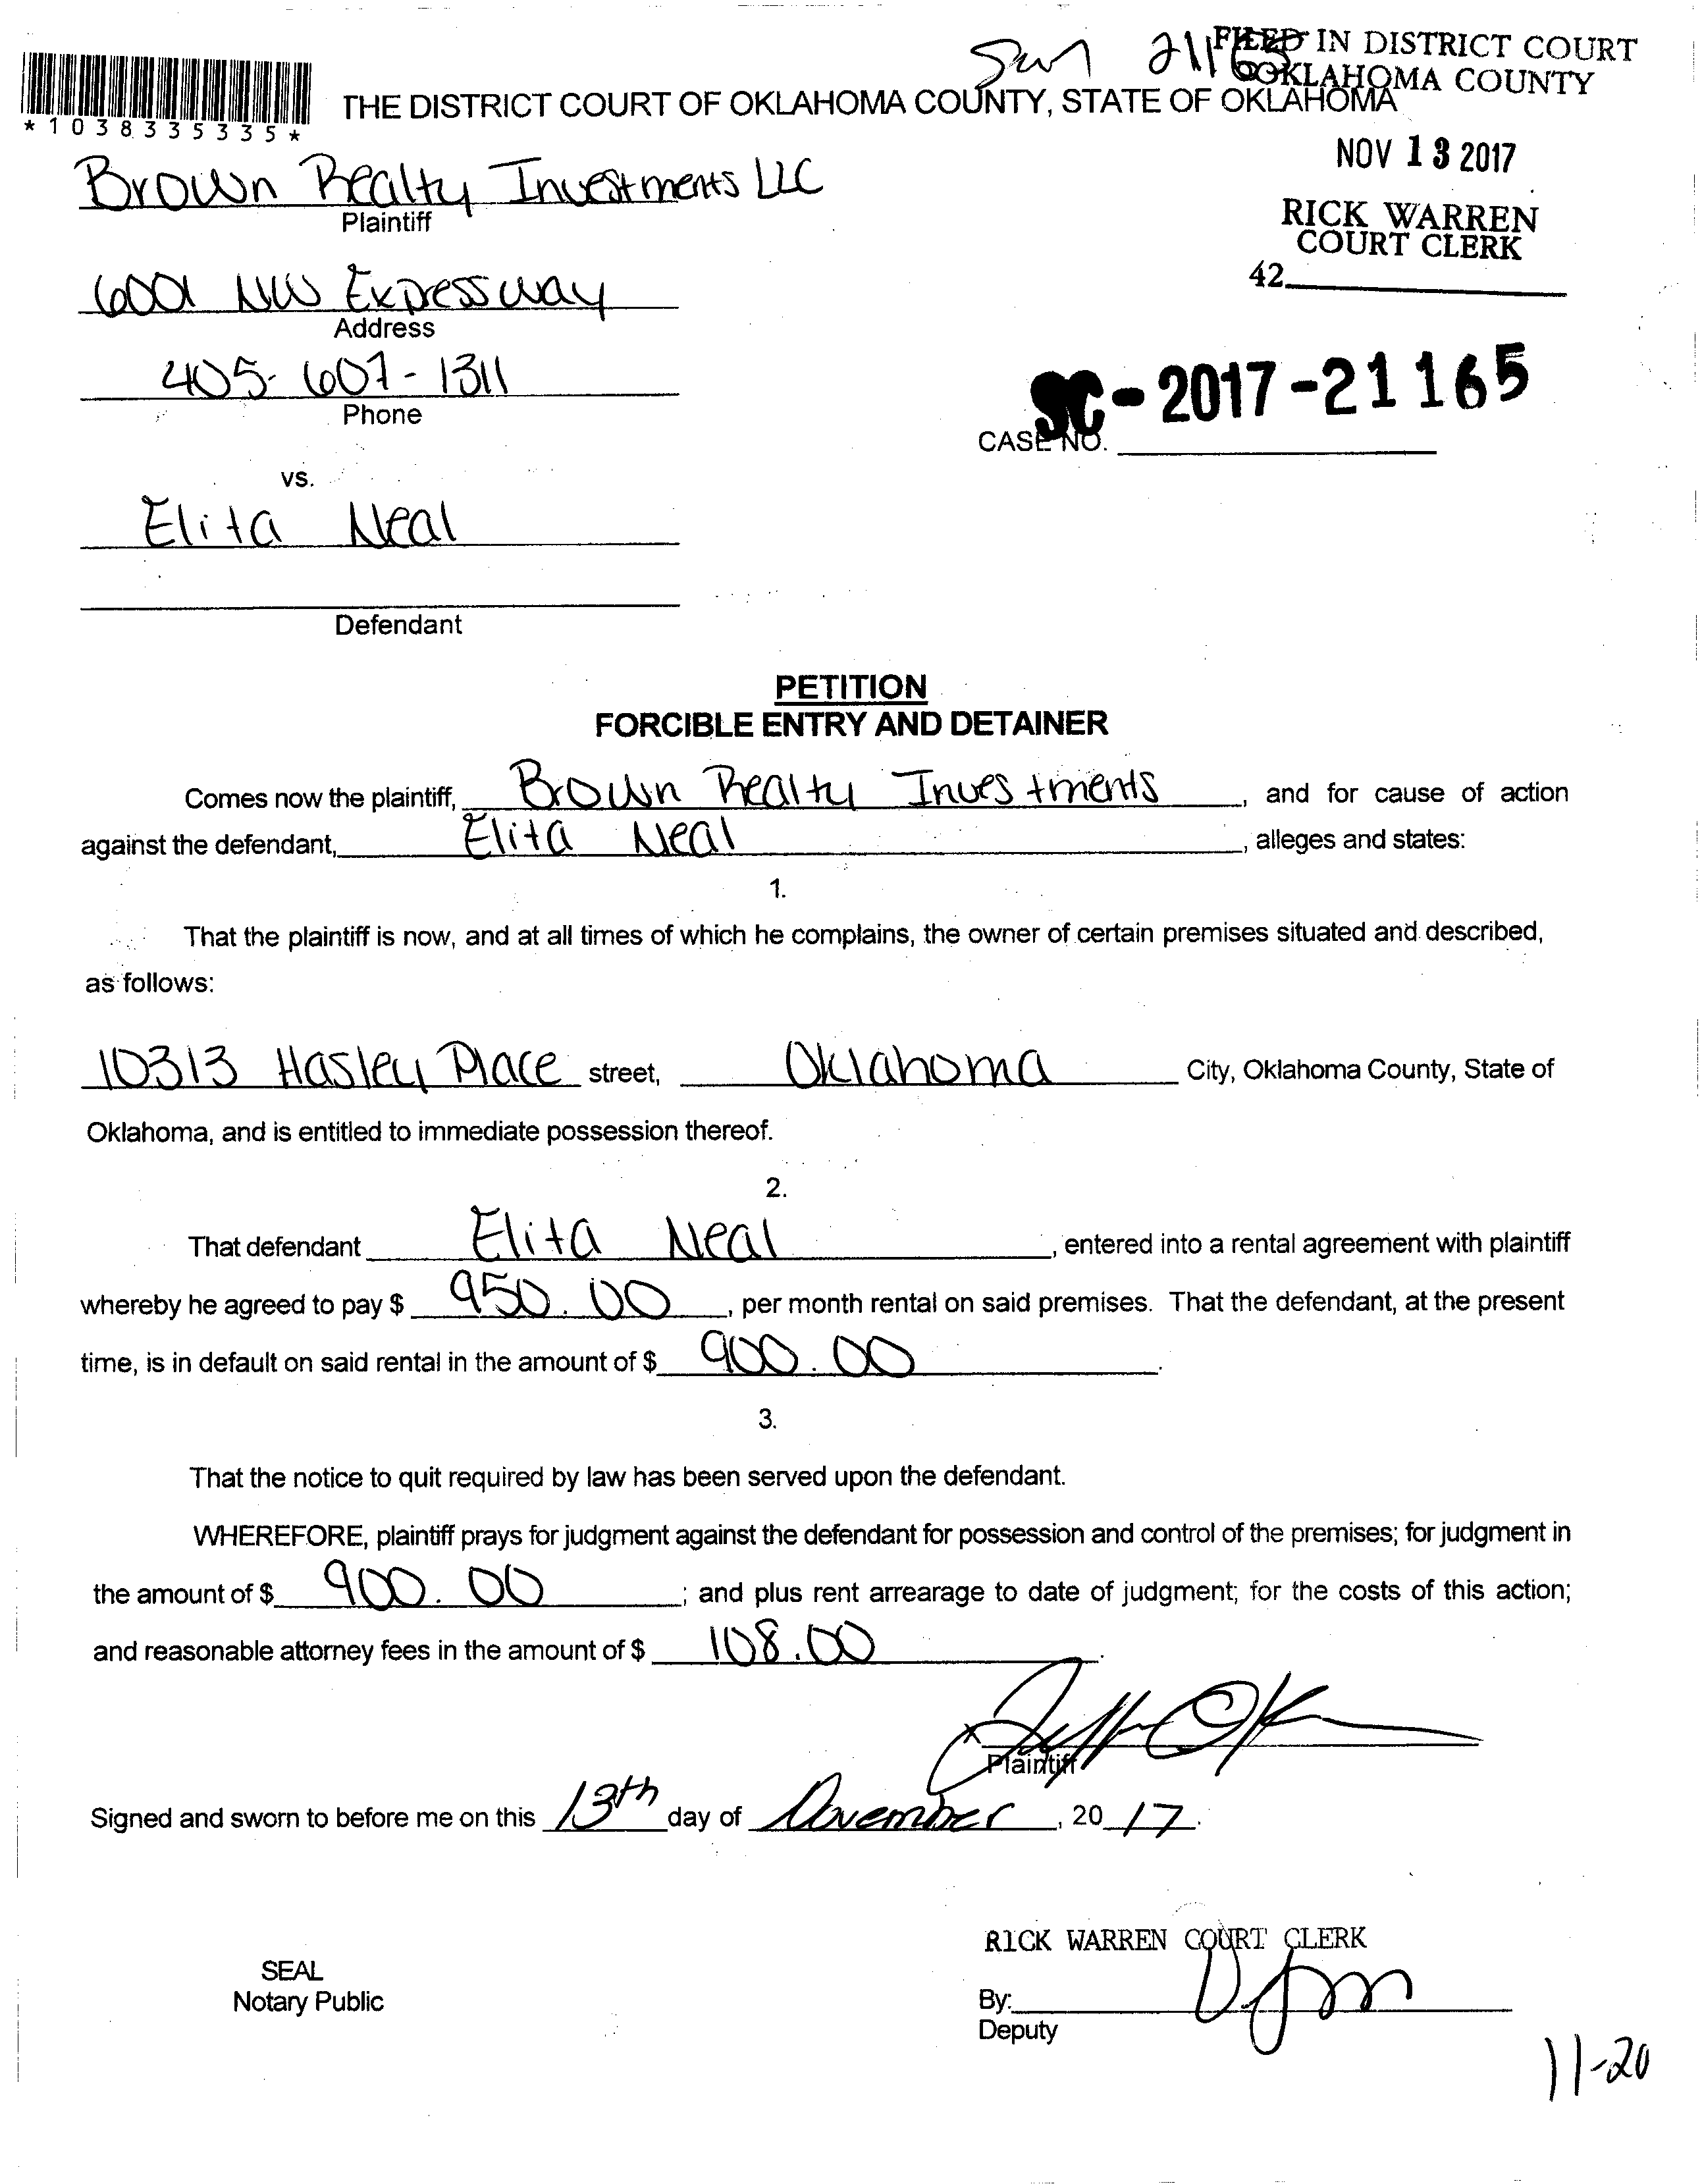 21165
FILED IN DISTRICT COURT
OKLAHOMA COUNTY
THE DISTRICT COURT OF OKLAHOMA COUNTY, STATE OF OKLAHOMA
*1038335335*
NOV 13 2017
Brown Realty Investments LLC
Plaintiff
RICK WARREN
COURT CLERK
42
6001 NW Expressway
Address
405-607-1311
Phone
SC-2017-21165
CASE NO.
vs.
Elita Neal
Defendant
PETITION
FORCIBLE ENTRY AND DETAINER
Comes now the plaintiff, Brown Realty Investments, and for cause of action
against the defendant, Elita Neal, alleges and states:
1.
That the plaintiff is now, and at all times of which he complains, the owner of certain premises situated and described,
as follows:
10313 Hasley Place street, Oklahoma City, Oklahoma County, State of
Oklahoma, and is entitled to immediate possession thereof.
2.
That defendant Elita Neal, entered into a rental agreement with plaintiff
whereby he agreed to pay $ 950.00, per month rental on said premises. That the defendant, at the present
time, is in default on said rental in the amount of $ 900.00.
3.
That the notice to quit required by law has been served upon the defendant.
WHEREFORE, plaintiff prays for judgment against the defendant for possession and control of the premises; for judgment in
the amount of $ 900.00; and plus rent arrearage to date of judgment; for the costs of this action;
and reasonable attorney fees in the amount of $ 108.00.
x
Plaintiff
Signed and sworn to before me on this 13th day of November, 20 17.
RICK WARREN COURT CLERK
SEAL
Notary Public
By:
Deputy
11-20